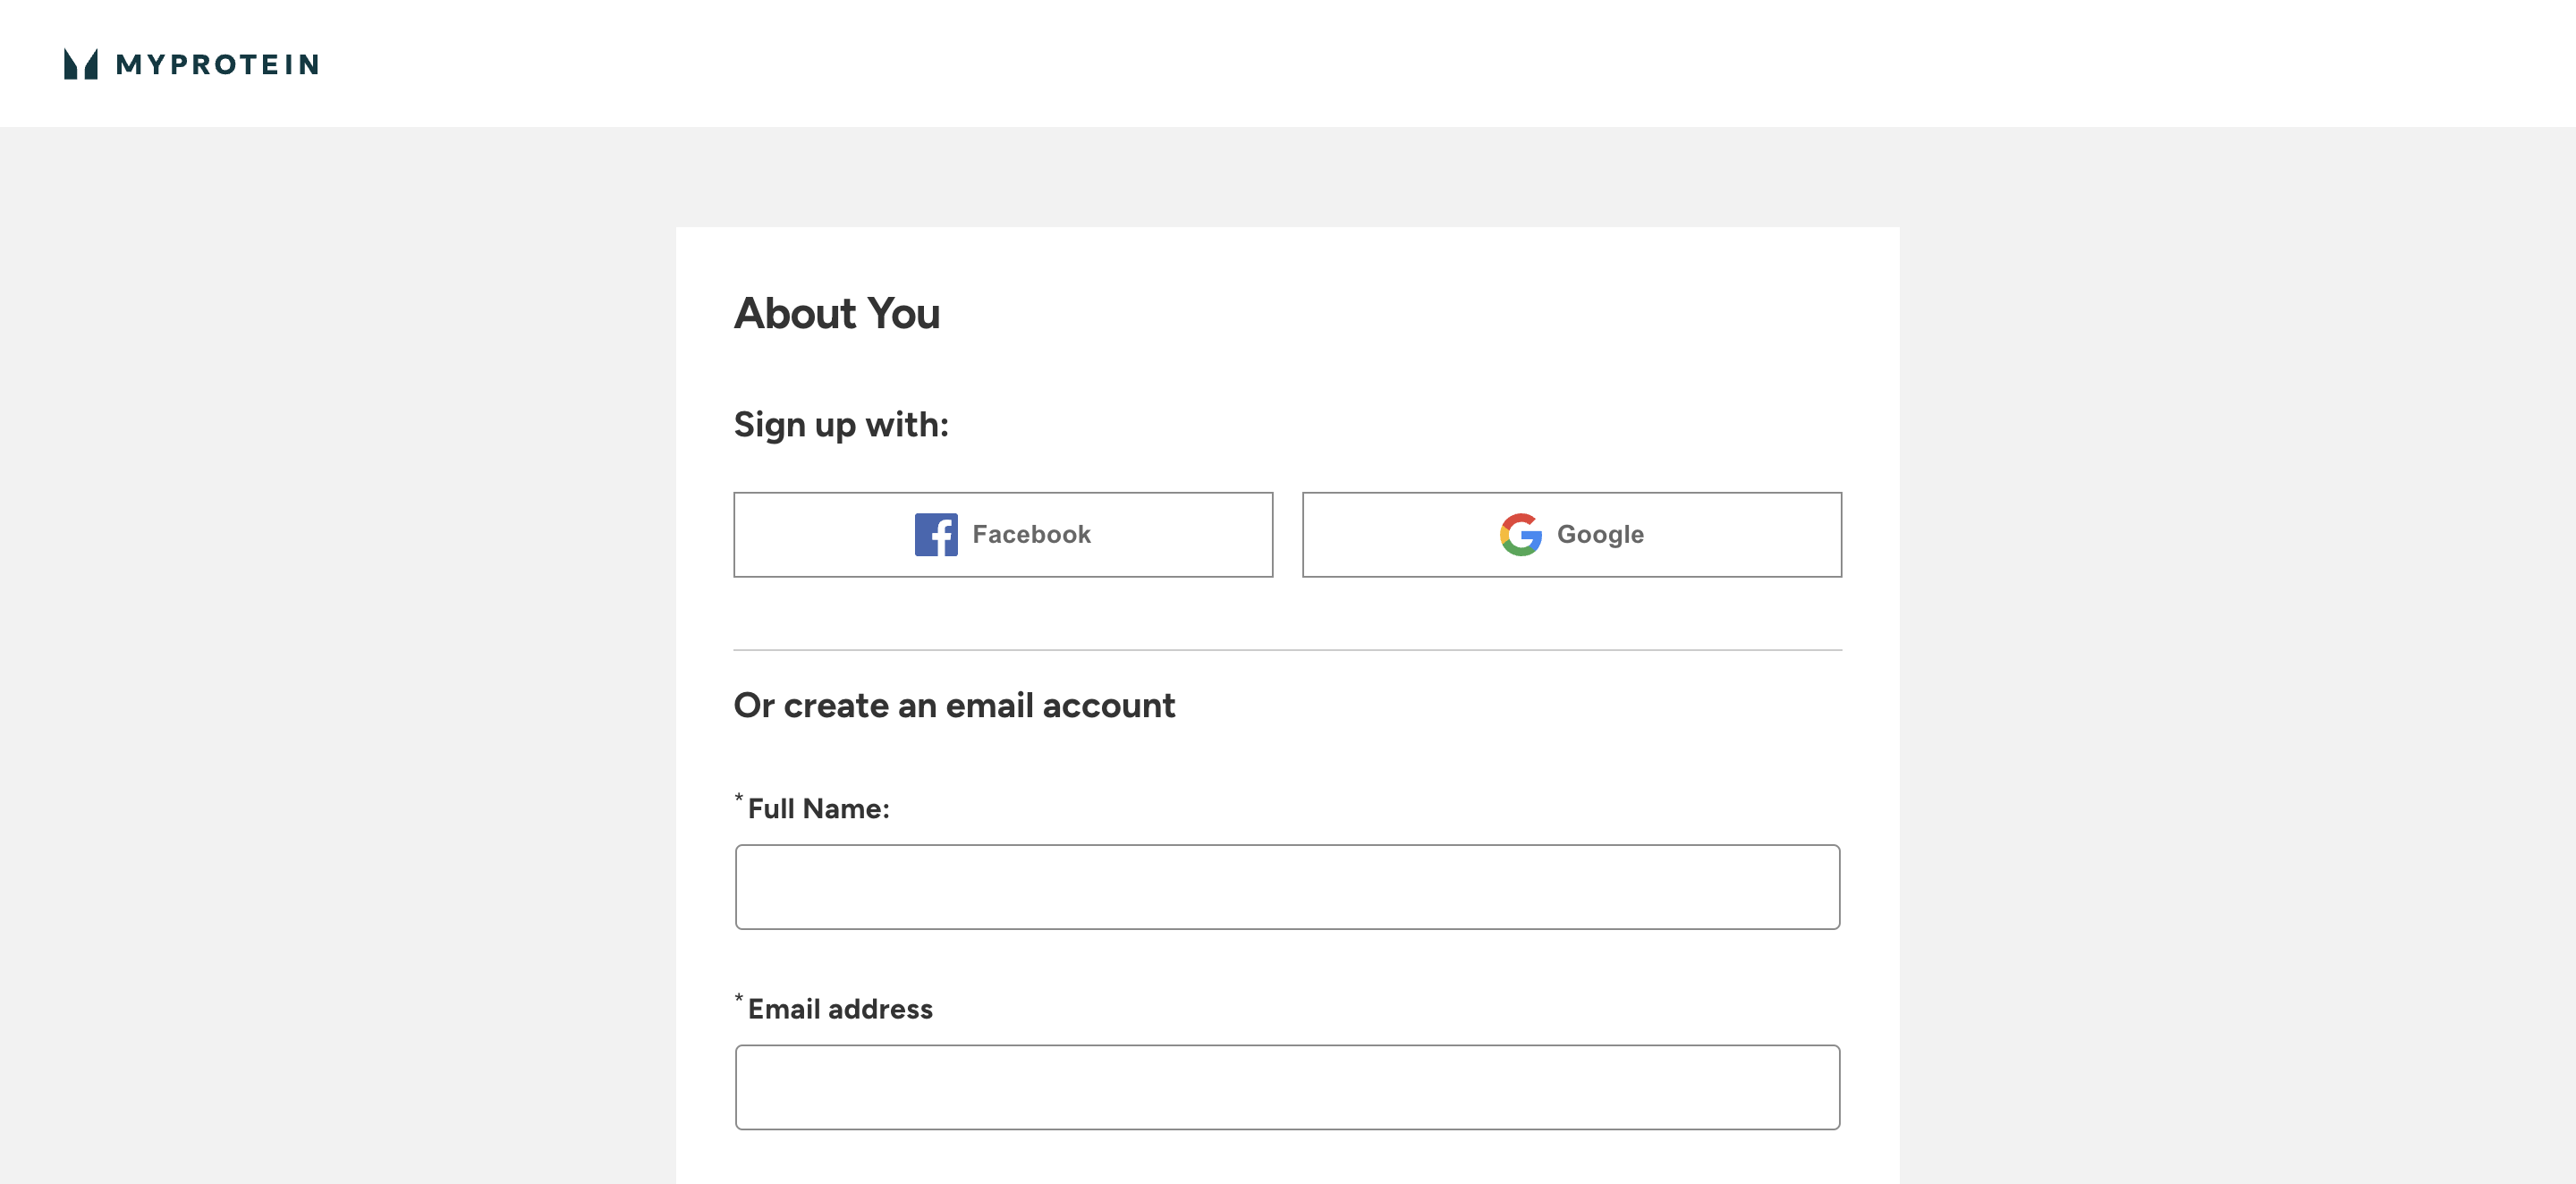 MYPROTEIN
About You
Sign up with:
Facebook
Google
Or create an email account
* Full Name:
* Email address